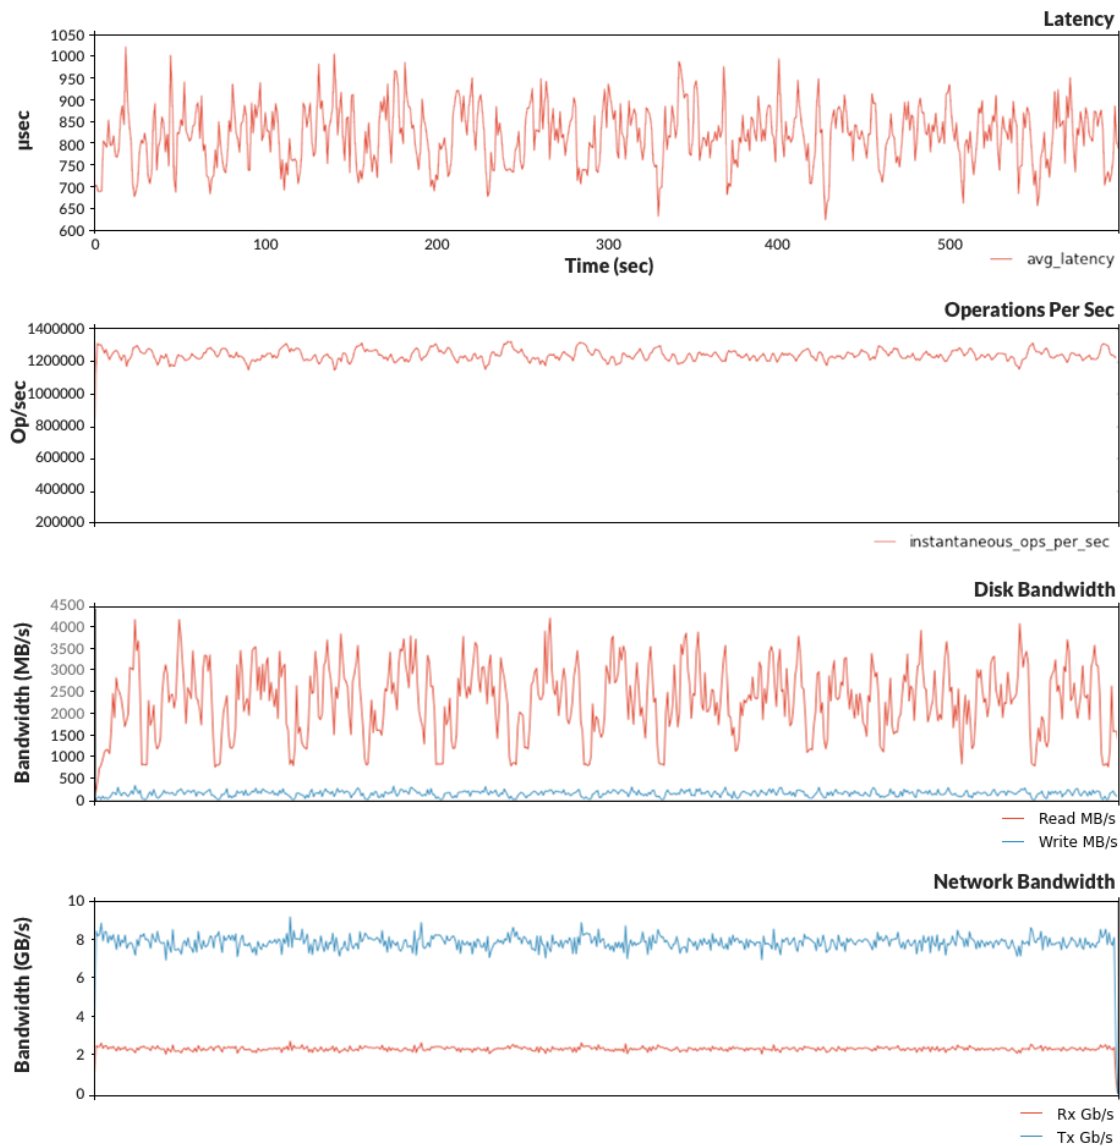 Latency
1050
1000
950
900
850
800
750
700
650
600
µsec
0 100 200 300 400 500
Time (sec)
avg_latency
Operations Per Sec
1400000
1200000
1000000
800000
600000
400000
200000
Op/sec
instantaneous_ops_per_sec
Disk Bandwidth
4500
4000
3500
3000
2500
2000
1500
1000
500
0
Bandwidth (MB/s)
Read MB/s
Write MB/s
Network Bandwidth
10
8
6
4
2
0
Bandwidth (GB/s)
Rx Gb/s
Tx Gb/s